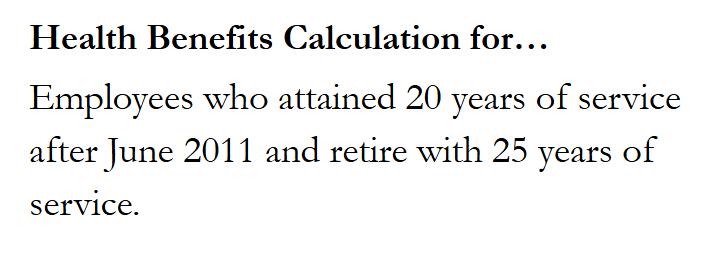 Health Benefits Calculation for…
Employees who attained 20 years of service
after June 2011 and retire with 25 years of
service.